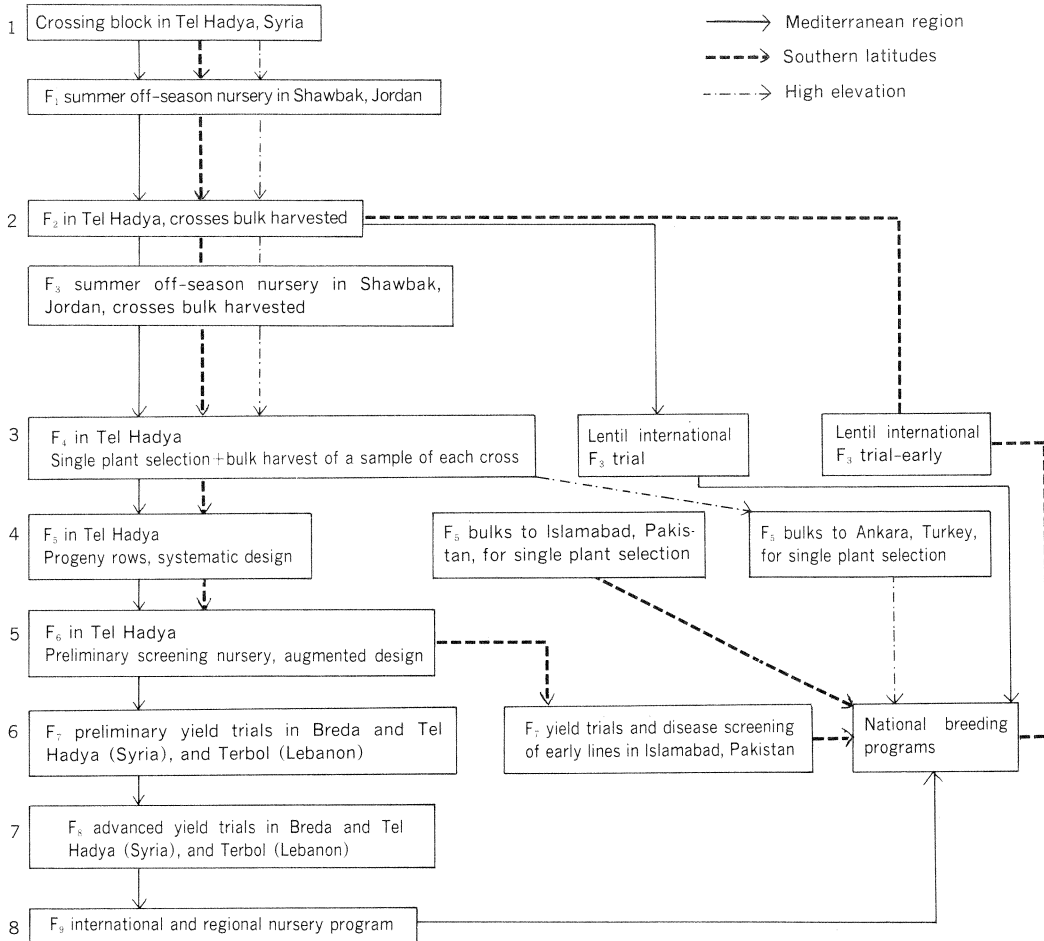 1
Crossing block in Tel Hadya, Syria
Mediterranean region
Southern latitudes
High elevation
F₁ summer off-season nursery in Shawbak, Jordan
2
F₂ in Tel Hadya, crosses bulk harvested
F₃ summer off-season nursery in Shawbak,
Jordan, crosses bulk harvested
3
F₄ in Tel Hadya
Single plant selection+bulk harvest of a sample of each cross
Lentil international
F₃ trial
Lentil international
F₃ trial-early
4
F₅ in Tel Hadya
Progeny rows, systematic design
F₅ bulks to Islamabad, Pakis-
tan, for single plant selection
F₅ bulks to Ankara, Turkey,
for single plant selection
5
F₆ in Tel Hadya
Preliminary screening nursery, augmented design
6
F₇ preliminary yield trials in Breda and Tel
Hadya (Syria), and Terbol (Lebanon)
F₇ yield trials and disease screening
of early lines in Islamabad, Pakistan
National breeding
programs
7
F₈ advanced yield trials in Breda and Tel
Hadya (Syria), and Terbol (Lebanon)
8
F₉ international and regional nursery program